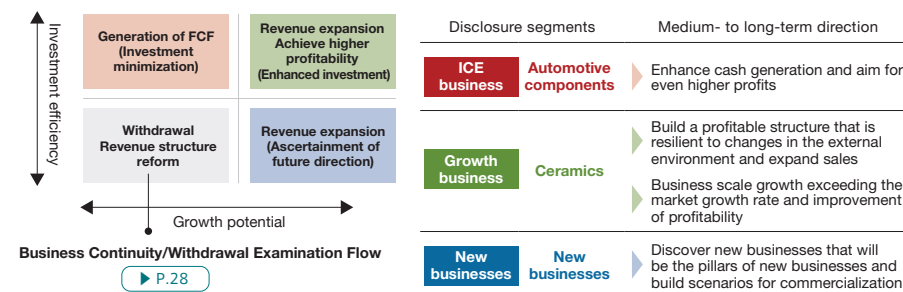 Investment efficiency
Generation of FCF
(Investment
minimization)
Revenue expansion
Achieve higher
profitability
(Enhanced investment)
Withdrawal
Revenue structure
reform
Revenue expansion
(Ascertainment of
future direction)
Growth potential
Business Continuity/Withdrawal Examination Flow
P.28
Disclosure segments
Medium- to long-term direction
ICE
business
Automotive
components
Enhance cash generation and aim for
even higher profits
Growth
business
Ceramics
Build a profitable structure that is
resilient to changes in the external
environment and expand sales
Business scale growth exceeding the
market growth rate and improvement
of profitability
New
businesses
New
businesses
Discover new businesses that will
be the pillars of new businesses and
build scenarios for commercialization